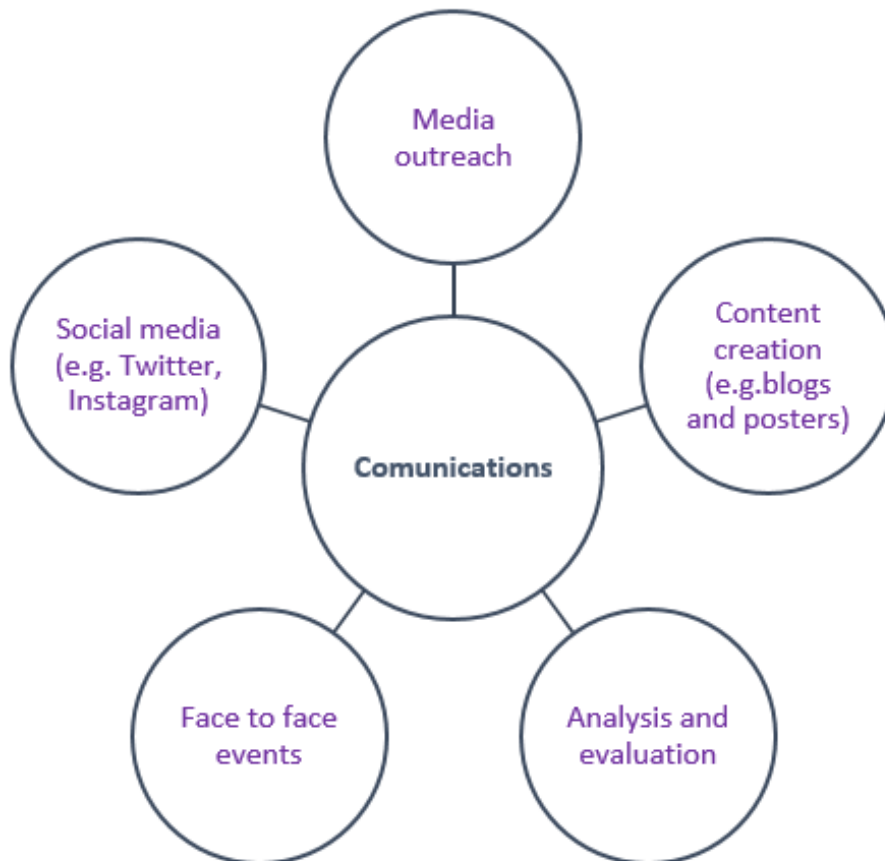 Media
outreach
Social media
(e.g. Twitter,
Instagram)
Content
creation
(e.g.blogs
and posters)
Comunications
Face to face
events
Analysis and
evaluation